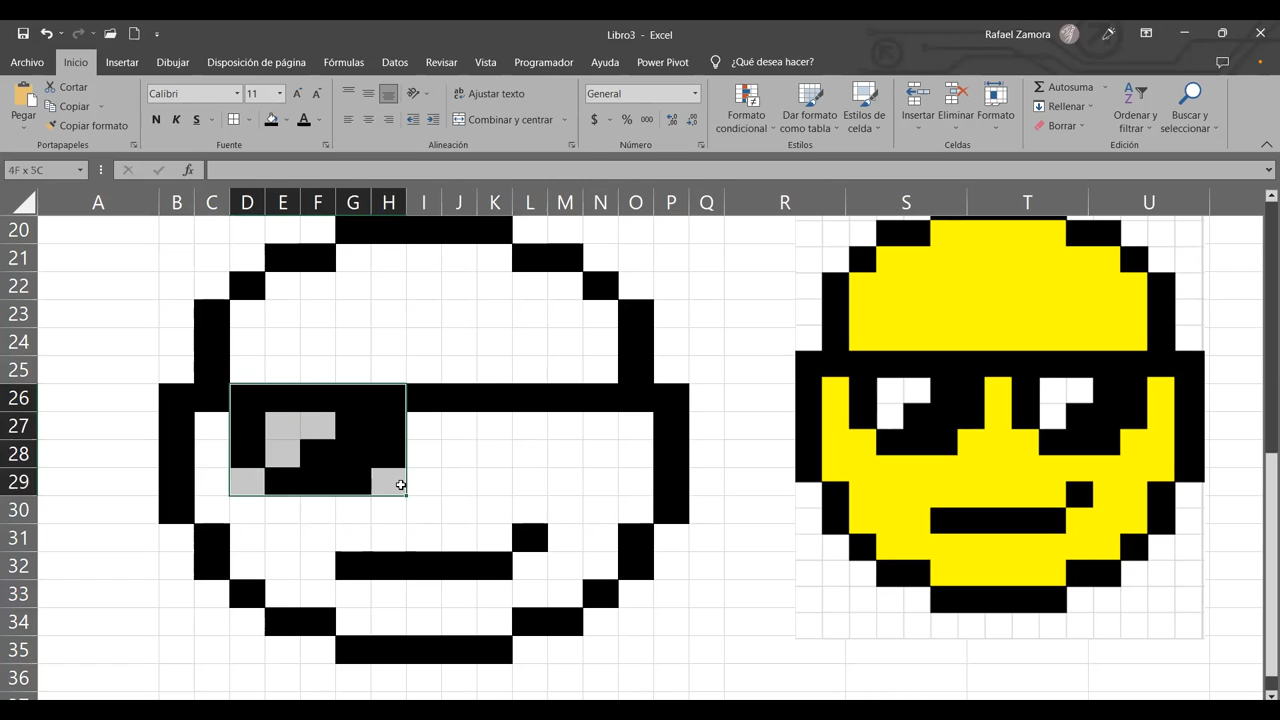 Libro3 - Excel
Rafael Zamora
Archivo Inicio Insertar Dibujar Disposición de página Fórmulas Datos Revisar Vista Programador Ayuda Power Pivot ¿Qué desea hacer?
Pegar
Cortar
Copiar
Copiar formato
Portapapeles
Calibri 11
N K S
Fuente
Ajustar texto
Combinar y centrar
Alineación
General
$ % 000
Número
Formato condicional
Dar formato como tabla
Estilos de celda
Estilos
Insertar Eliminar Formato
Celdas
Autosuma
Rellenar
Borrar
Ordenar y filtrar
Buscar y seleccionar
Edición
4F x 5C
fx
A B C D E F G H I J K L M N O P Q R S T U
20
21
22
23
24
25
26
27
28
29
30
31
32
33
34
35
36